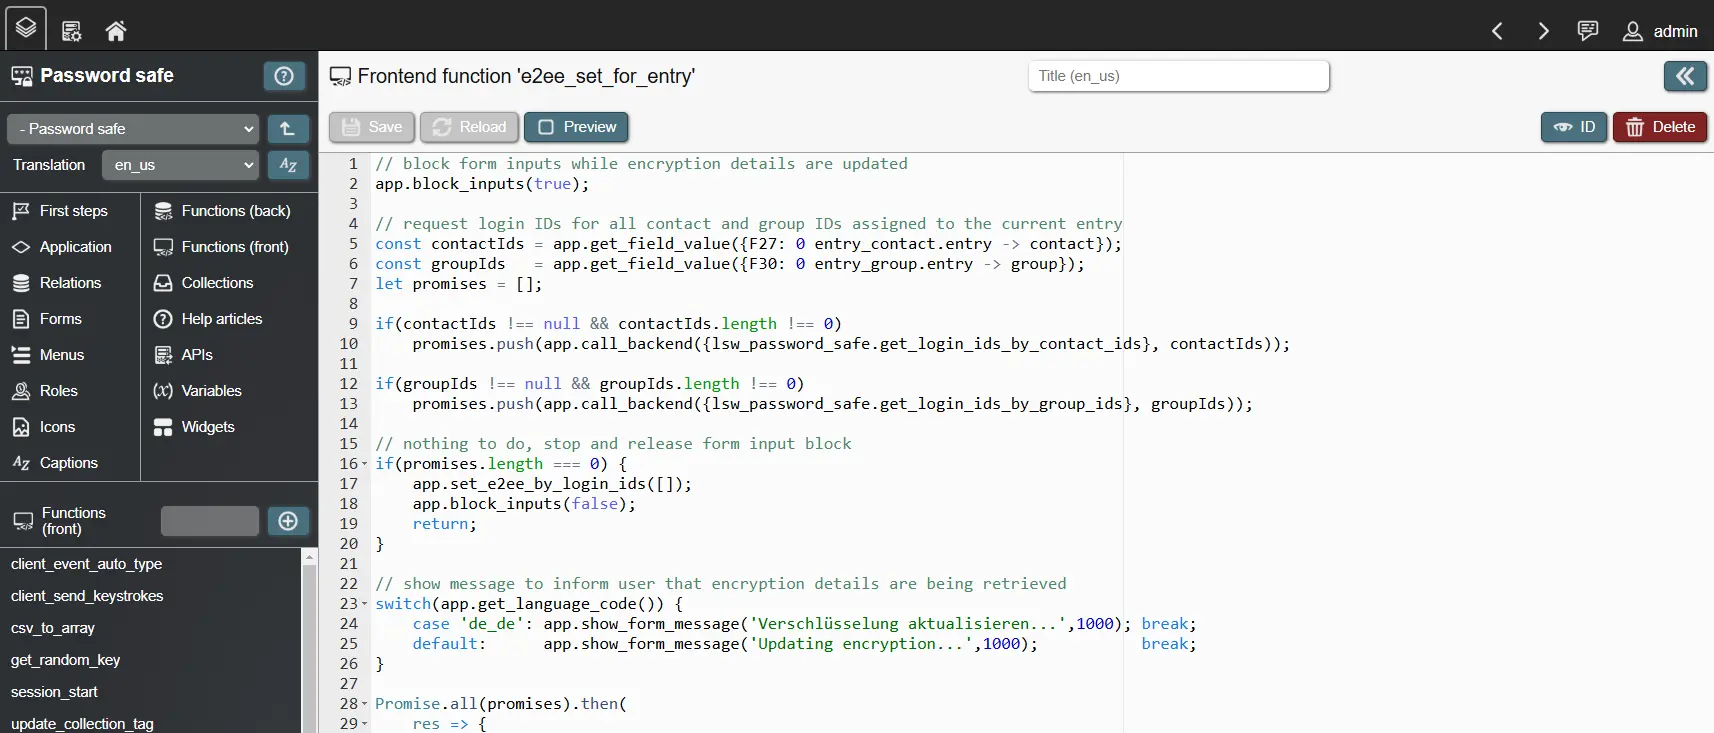 admin
Password safe
Frontend function 'e2ee_set_for_entry'
Title (en_us)
- Password safe
Save
Reload
Preview
ID
Delete
Translation
en_us
AZ
First steps
Functions (back)
Application
Functions (front)
Relations
Collections
Forms
Help articles
Menus
APIs
Roles
(x) Variables
Icons
Widgets
AZ Captions
Functions
(front)
client_event_auto_type
client_send_keystrokes
csv_to_array
get_random_key
session_start
update_collection_tag
1 // block form inputs while encryption details are updated
2 app.block_inputs(true);
3
4 // request login IDs for all contact and group IDs assigned to the current entry
5 const contactIds = app.get_field_value({F27: 0 entry_contact.entry -> contact});
6 const groupIds   = app.get_field_value({F30: 0 entry_group.entry -> group});
7 let promises = [];
8
9 if(contactIds !== null && contactIds.length !== 0)
10     promises.push(app.call_backend({lsw_password_safe.get_login_ids_by_contact_ids}, contactIds));
11
12 if(groupIds !== null && groupIds.length !== 0)
13     promises.push(app.call_backend({lsw_password_safe.get_login_ids_by_group_ids}, groupIds));
14
15 // nothing to do, stop and release form input block
16 if(promises.length === 0) {
17     app.set_e2ee_by_login_ids([]);
18     app.block_inputs(false);
19     return;
20 }
21
22 // show message to inform user that encryption details are being retrieved
23 switch(app.get_language_code()) {
24     case 'de_de': app.show_form_message('Verschlüsselung aktualisieren...',1000); break;
25     default:      app.show_form_message('Updating encryption...',1000);           break;
26 }
27
28 Promise.all(promises).then(
29     res => {